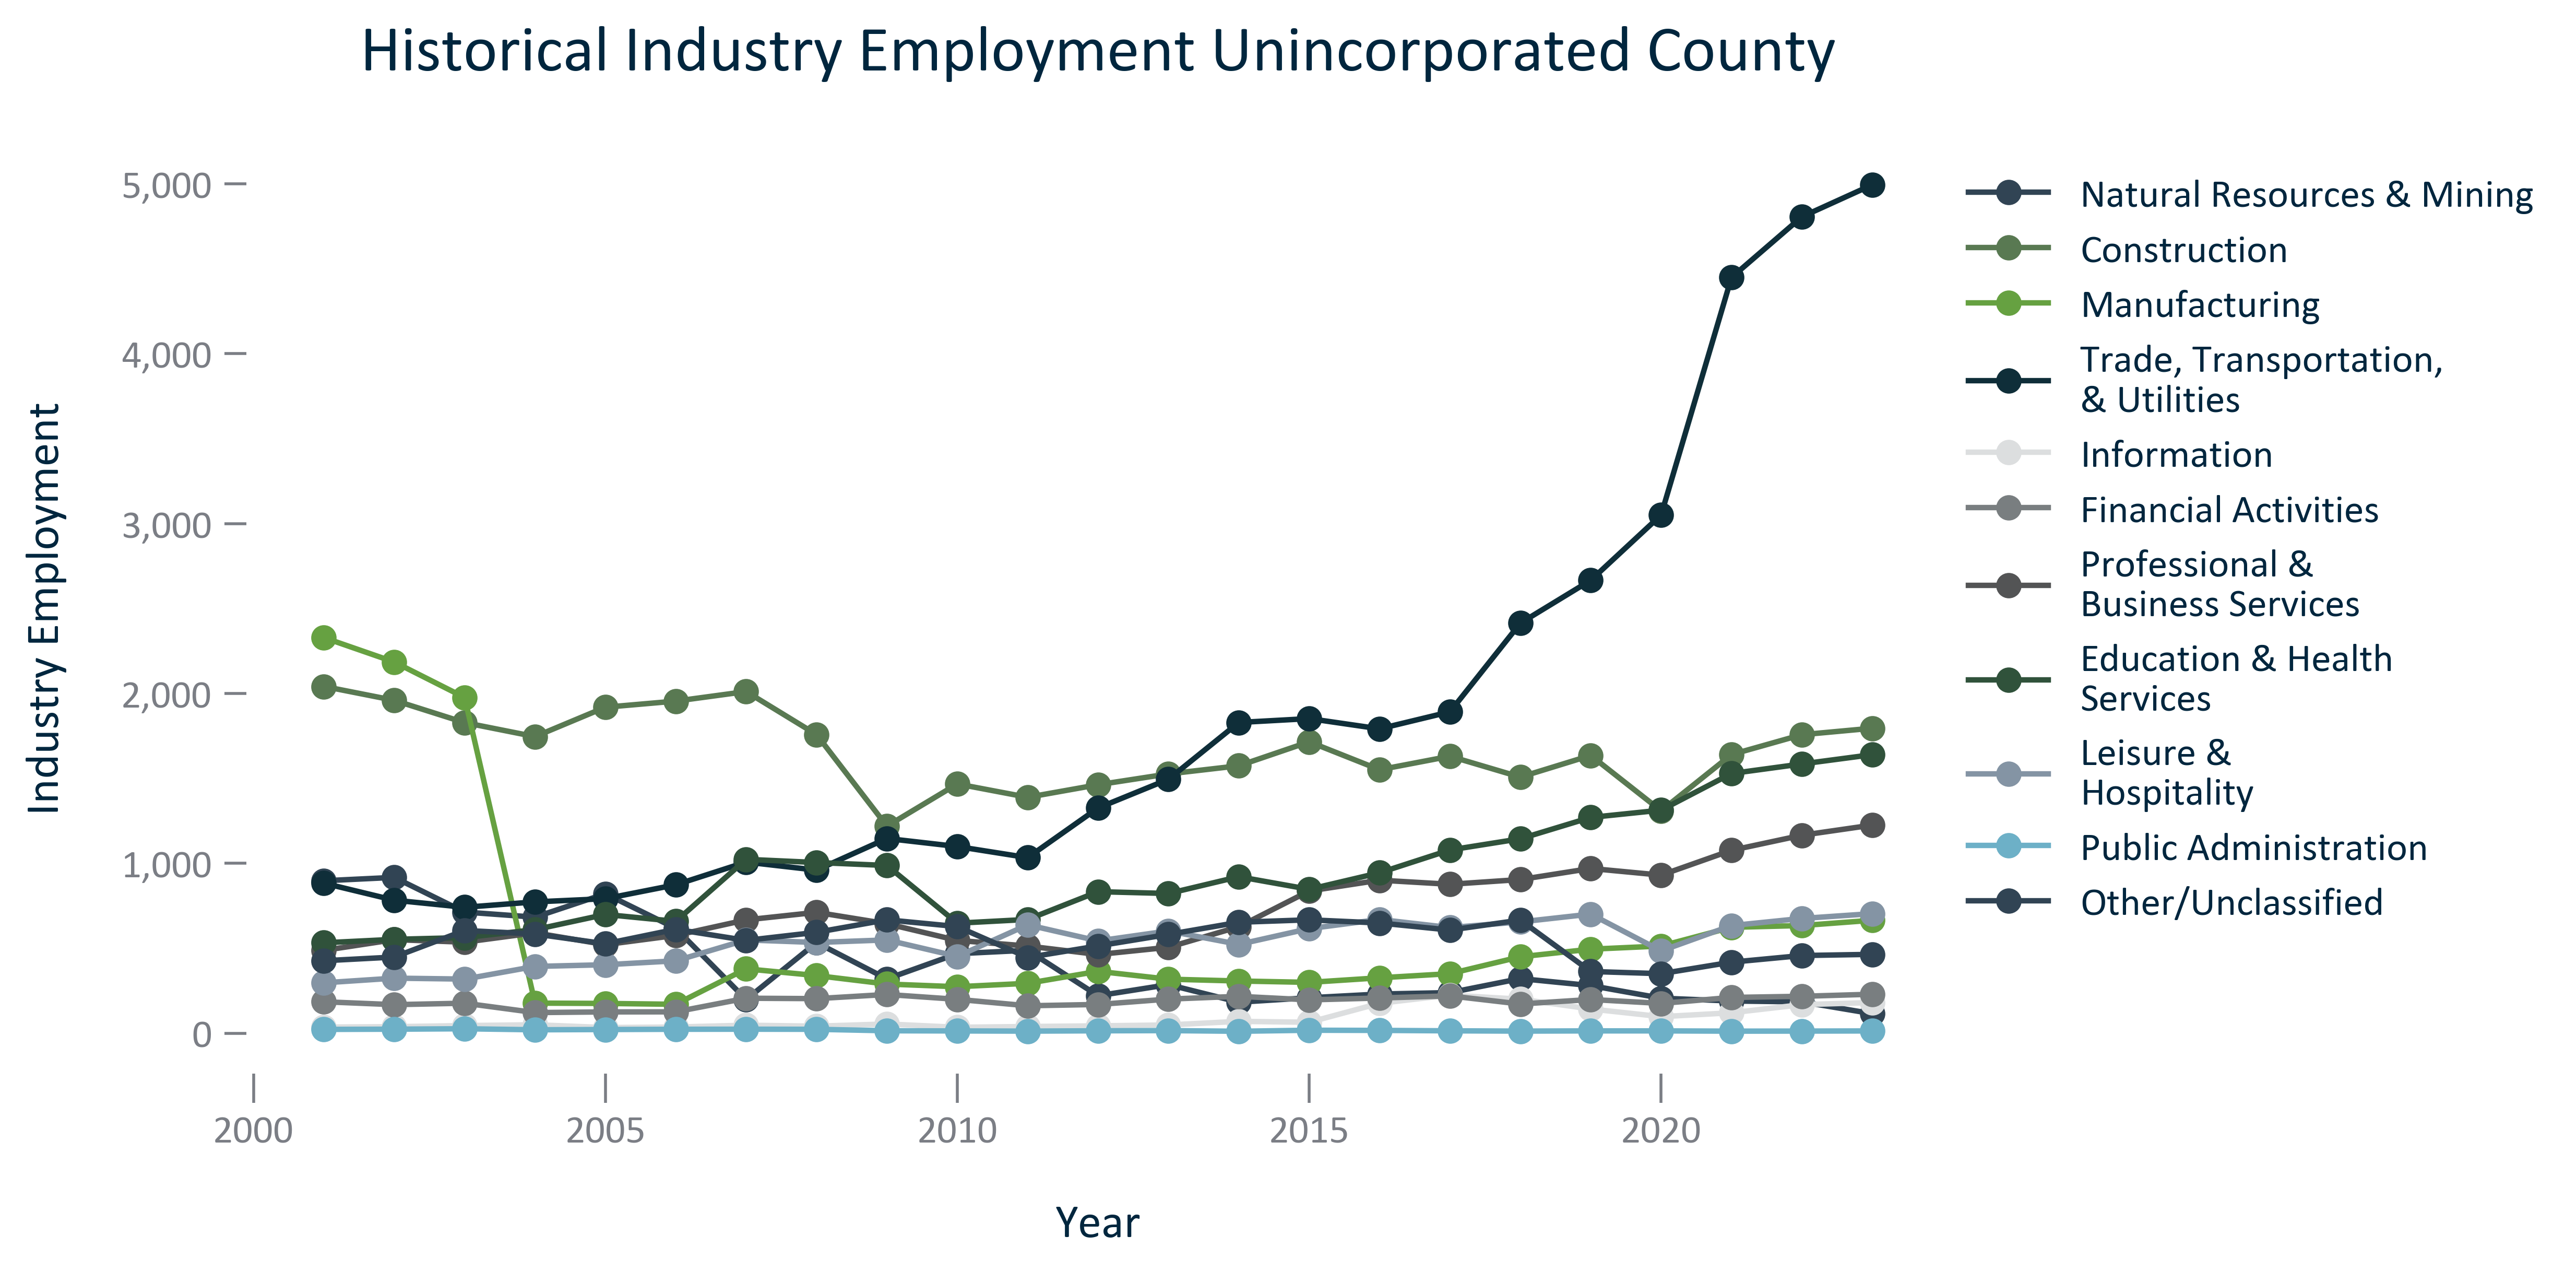 Historical Industry Employment Unincorporated County
Industry Employment
5,000
4,000
3,000
2,000
1,000
0
2000
2005
2010
2015
2020
Year
Natural Resources & Mining
Construction
Manufacturing
Trade, Transportation,
& Utilities
Information
Financial Activities
Professional &
Business Services
Education & Health
Services
Leisure &
Hospitality
Public Administration
Other/Unclassified